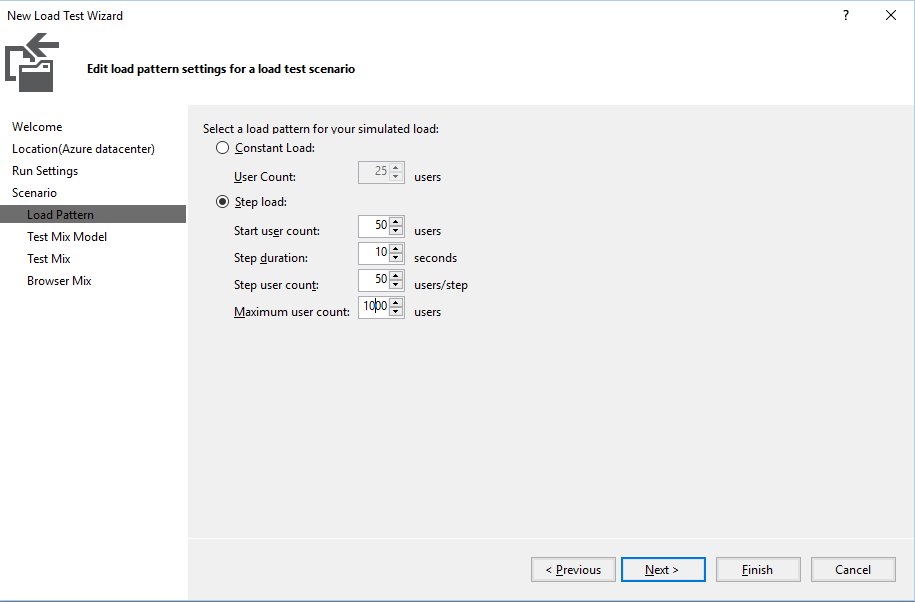 New Load Test Wizard
?
Edit load pattern settings for a load test scenario
Welcome
Location(Azure datacenter)
Run Settings
Scenario
Load Pattern
Test Mix Model
Test Mix
Browser Mix
Select a load pattern for your simulated load:
Constant Load:
User Count: 25 users
Step load:
Start user count: 50 users
Step duration: 10 seconds
Step user count: 50 users/step
Maximum user count: 1000 users
< Previous Next > Finish Cancel